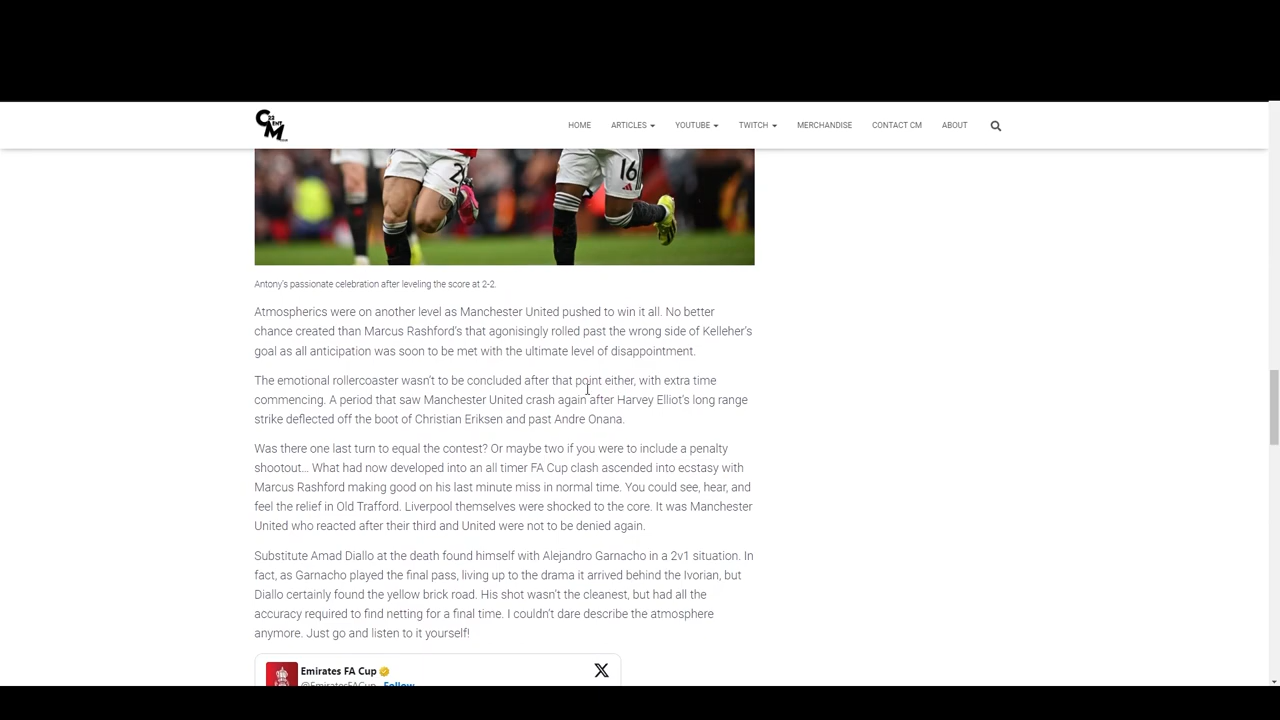 C22
ENT
M
HOME
ARTICLES
YOUTUBE
TWITCH
MERCHANDISE
CONTACT CM
ABOUT
2
16
Antony's passionate celebration after leveling the score at 2-2.
Atmospherics were on another level as Manchester United pushed to win it all. No better
chance created than Marcus Rashford's that agonisingly rolled past the wrong side of Kelleher's
goal as all anticipation was soon to be met with the ultimate level of disappointment.
The emotional rollercoaster wasn't to be concluded after that point either, with extra time
commencing. A period that saw Manchester United crash again after Harvey Elliot's long range
strike deflected off the boot of Christian Eriksen and past Andre Onana.
Was there one last turn to equal the contest? Or maybe two if you were to include a penalty
shootout... What had now developed into an all timer FA Cup clash ascended into ecstasy with
Marcus Rashford making good on his last minute miss in normal time. You could see, hear, and
feel the relief in Old Trafford. Liverpool themselves were shocked to the core. It was Manchester
United who reacted after their third and United were not to be denied again.
Substitute Amad Diallo at the death found himself with Alejandro Garnacho in a 2v1 situation. In
fact, as Garnacho played the final pass, living up to the drama it arrived behind the Ivorian, but
Diallo certainly found the yellow brick road. His shot wasn't the cleanest, but had all the
accuracy required to find netting for a final time. I couldn't dare describe the atmosphere
anymore. Just go and listen to it yourself!
Emirates FA Cup
@EmiratesFACup · Follow